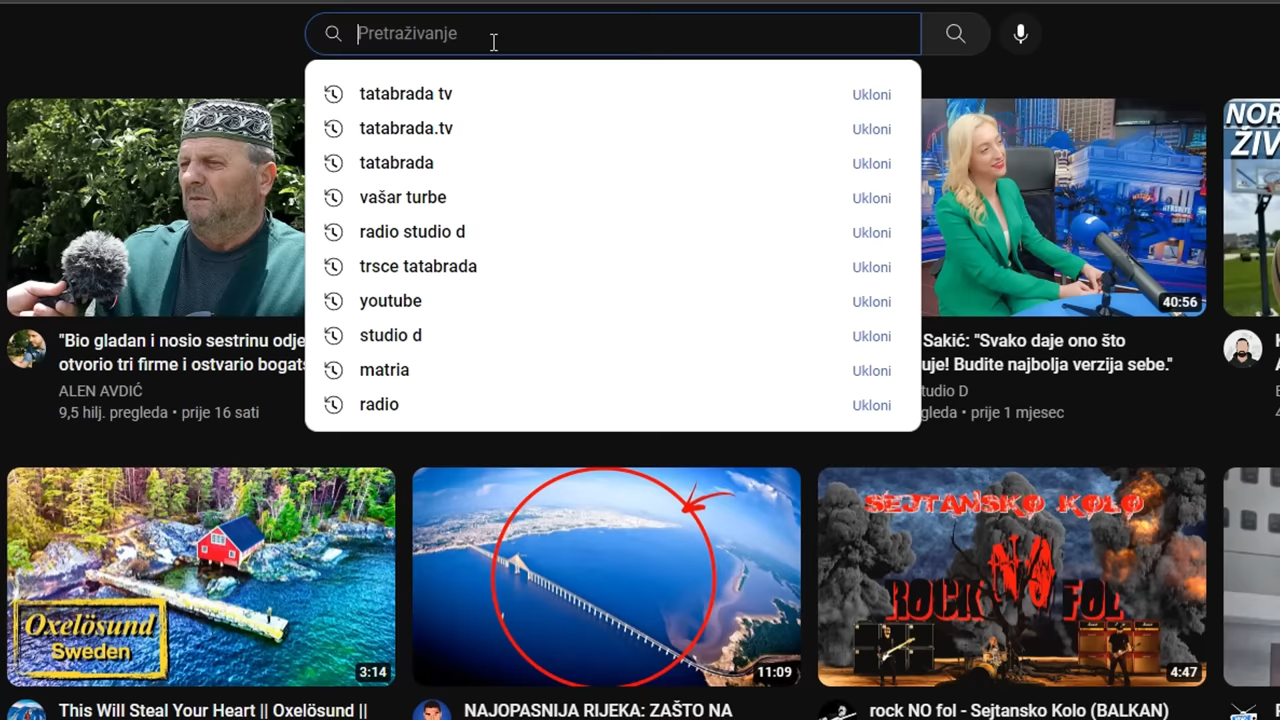 Pretraživanje
tatabrada tv Ukloni
tatabrada.tv Ukloni
tatabrada Ukloni
vašar turbe Ukloni
radio studio d Ukloni
trsce tatabrada Ukloni
youtube Ukloni
studio d Ukloni
matria Ukloni
radio Ukloni
40:56
NOR
ŽIV
"Bio gladan i nosio sestrinu odje
otvorio tri firme i ostvario bogat
ALEN AVDIĆ
9,5 hilj. pregleda • prije 16 sati
Sakić: "Svako daje ono što
uje! Budite najbolja verzija sebe."
tudio D
gleda • prije 1 mjesec
Oxelösund
Sweden
3:14
11:09
SEJTANSKO KOLO
ROCK NO FOL
4:47
This Will Steal Your Heart || Oxelösund ||
NAJOPASNIJA RIJEKA: ZAŠTO NA
rock NO fol - Sejtansko Kolo (BALKAN)